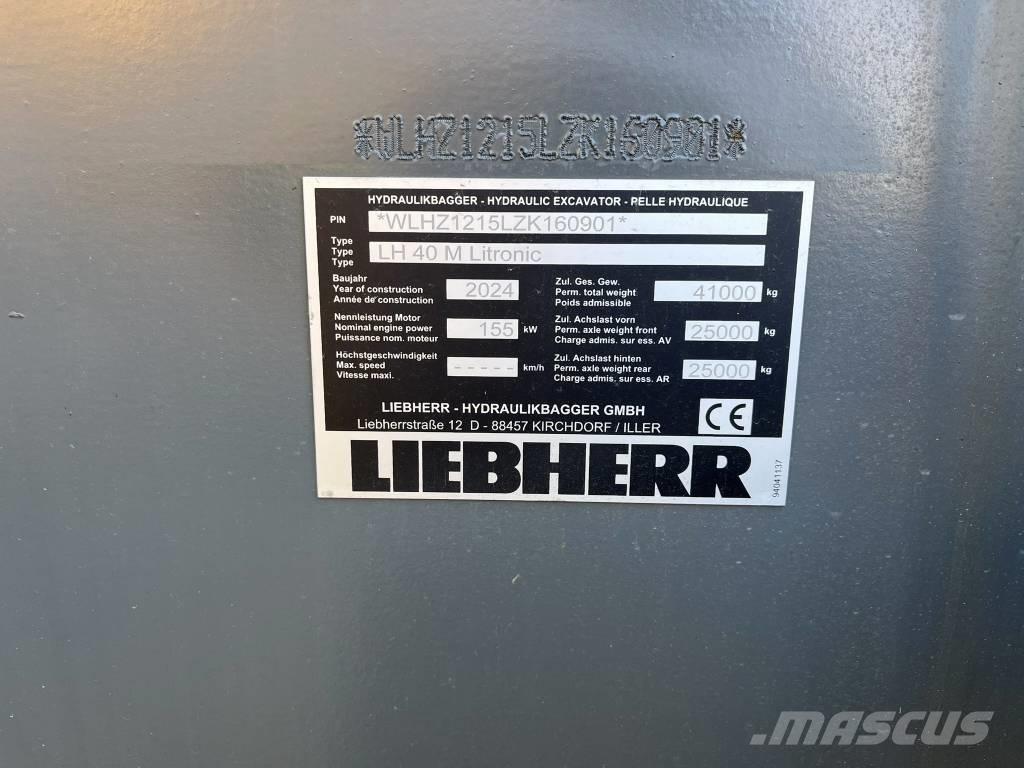 *WLHZ1215LZK160901*
HYDRAULIKBAGGER - HYDRAULIC EXCAVATOR - PELLE HYDRAULIQUE
PIN *WLHZ1215LZK160901*
Type
Type LH 40 M Litronic
Type
Baujahr
Year of construction 2024
Année de construction
Zul. Ges. Gew.
Perm. total weight 41000 kg
Poids admissible
Nennleistung Motor
Nominal engine power 155 kW
Puissance nom. moteur
Zul. Achslast vorn
Perm. axle weight front 25000 kg
Charge admis. sur ess. AV
Höchstgeschwindigkeit
Max. speed - - - - - km/h
Vitesse maxi.
Zul. Achslast hinten
Perm. axle weight rear 25000 kg
Charge admis. sur ess. AR
LIEBHERR - HYDRAULIKBAGGER GMBH
Liebherrstraße 12 D - 88457 KIRCHDORF / ILLER
CE
LIEBHERR
94041137
MASCUS